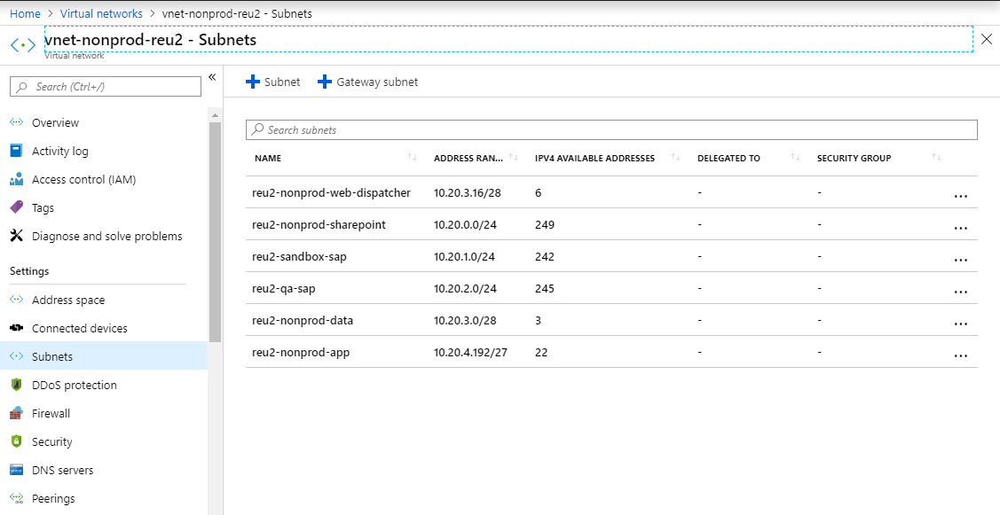 Home > Virtual networks > vnet-nonprod-reu2 - Subnets
vnet-nonprod-reu2 - Subnets
Virtual network
Search (Ctrl+/)
Overview
Activity log
Access control (IAM)
Tags
Diagnose and solve problems
Settings
Address space
Connected devices
Subnets
DDoS protection
Firewall
Security
DNS servers
Peerings
Subnet Gateway subnet
Search subnets
NAME ADDRESS RAN... IPV4 AVAILABLE ADDRESSES DELEGATED TO SECURITY GROUP
reu2-nonprod-web-dispatcher 10.20.3.16/28 6 - - ...
reu2-nonprod-sharepoint 10.20.0.0/24 249 - - ...
reu2-sandbox-sap 10.20.1.0/24 242 - - ...
reu2-qa-sap 10.20.2.0/24 245 - - ...
reu2-nonprod-data 10.20.3.0/28 3 - - ...
reu2-nonprod-app 10.20.4.192/27 22 - - ...